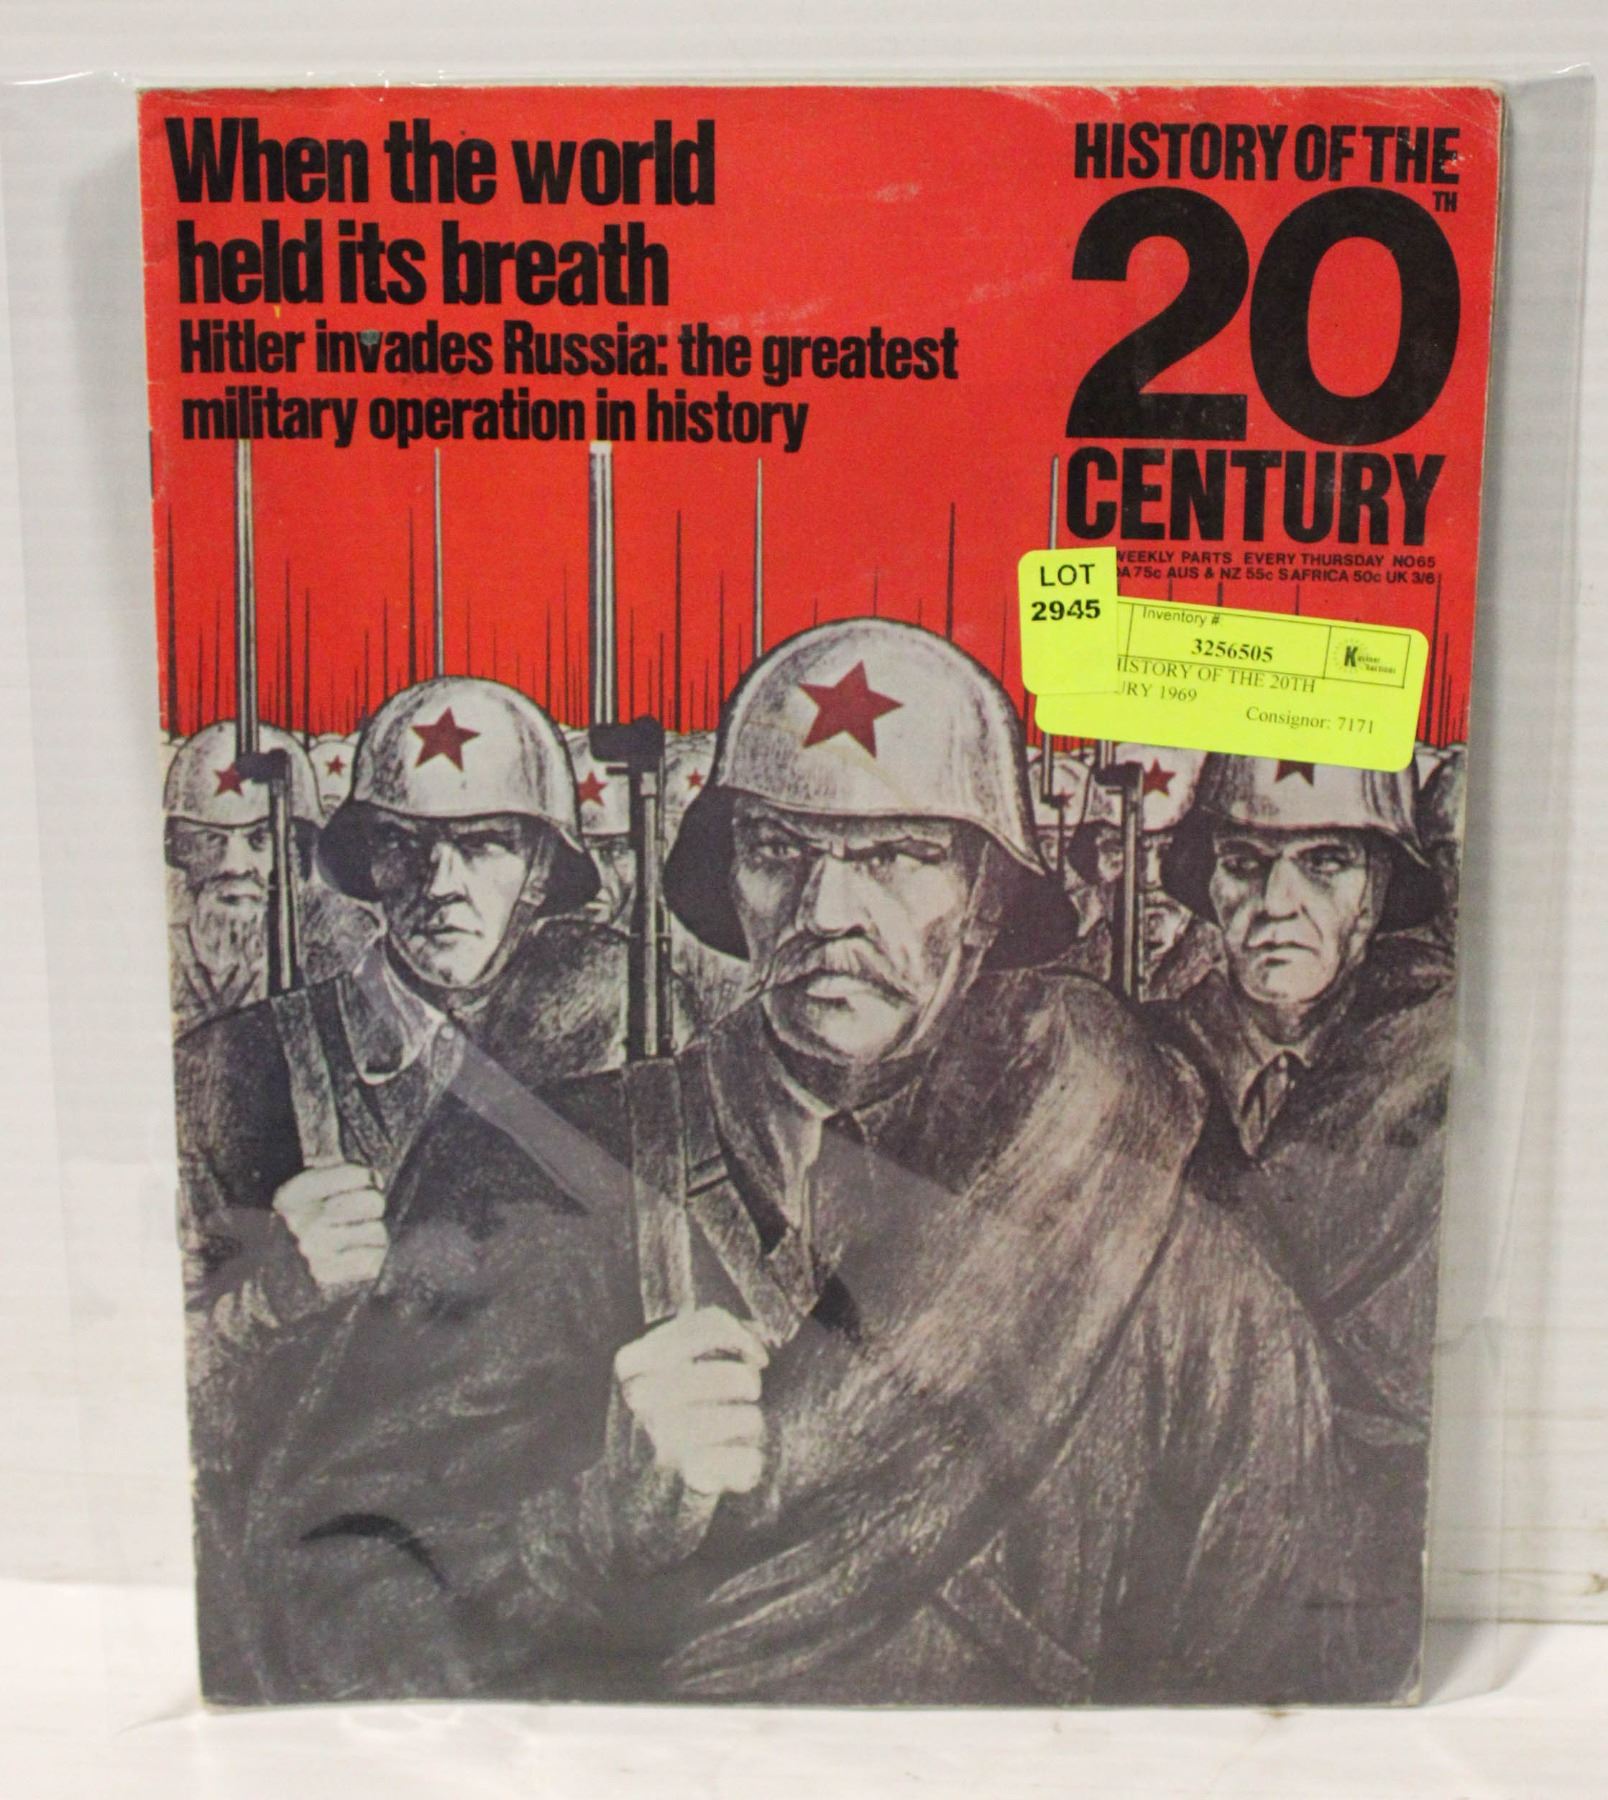 When the world
held its breath
Hitler invades Russia: the greatest
military operation in history
HISTORY OF THE
20TH
CENTURY
WEEKLY PARTS EVERY THURSDAY NO65
75c AUS & NZ 55c S AFRICA 50c UK 3/6
LOT
2945
Inventory #:
3256505
HISTORY OF THE 20TH
1969
Consignor: 7171